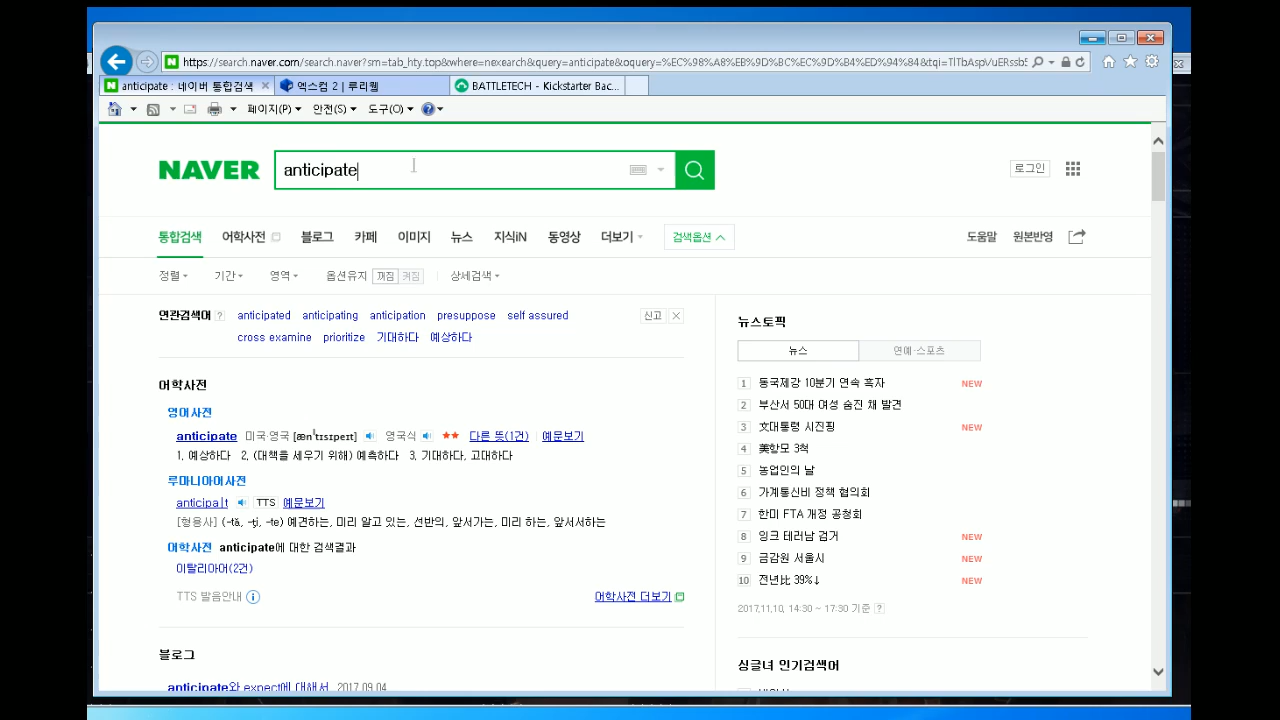 https://search.naver.com/search.naver?sm=tab_hty.top&where=nexearch&query=anticipate&oquery=%EC%98%A8%EB%9D%BC%EC%9D%B8
anticipate : 네이버 통합검색
엑스컴 2 | 루리웹
BATTLETECH - Kickstarter Bac...
페이지(P) 안전(S) 도구(O)
NAVER anticipate 로그인
통합검색 어학사전 블로그 카페 이미지 뉴스 지식iN 동영상 더보기 검색옵션 도움말 원본반영
정렬 기간 영역 옵션유지 꺼짐 켜짐 상세검색
연관검색어 ? anticipated anticipating anticipation presuppose self assured 신고
cross examine prioritize 기대하다 예상하다
어학사전
영어사전
anticipate 미국·영국 [ænˈtɪsɪpeɪt] 영국식 ★★ 다른 뜻(1건) 예문보기
1. 예상하다 2. (대책을 세우기 위해) 예측하다 3. 기대하다, 고대하다
루마니아어사전
anticipaIt TTS 예문보기
[형용사] (-tă, -ţi, -te) 예견하는, 미리 알고 있는, 선반의, 앞서가는, 미리 하는, 앞서서하는
어학사전 anticipate에 대한 검색결과
이탈리아어(2건)
TTS 발음안내
어학사전 더보기
블로그
anticipate와 expect에 대해서 2017.09.04
뉴스토픽
뉴스 연예·스포츠
1 동국제강 10분기 연속 흑자 NEW
2 부산서 50대 여성 숨진 채 발견
3 文대통령 시진핑 NEW
4 美항모 3척
5 농업인의 날
6 가계통신비 정책 협의회
7 한미 FTA 개정 공청회
8 잉크 테러남 검거 NEW
9 금감원 서울시 NEW
10 전년比 39%↓ NEW
2017.11.10. 14:30 ~ 17:30 기준 ?
싱글녀 인기검색어